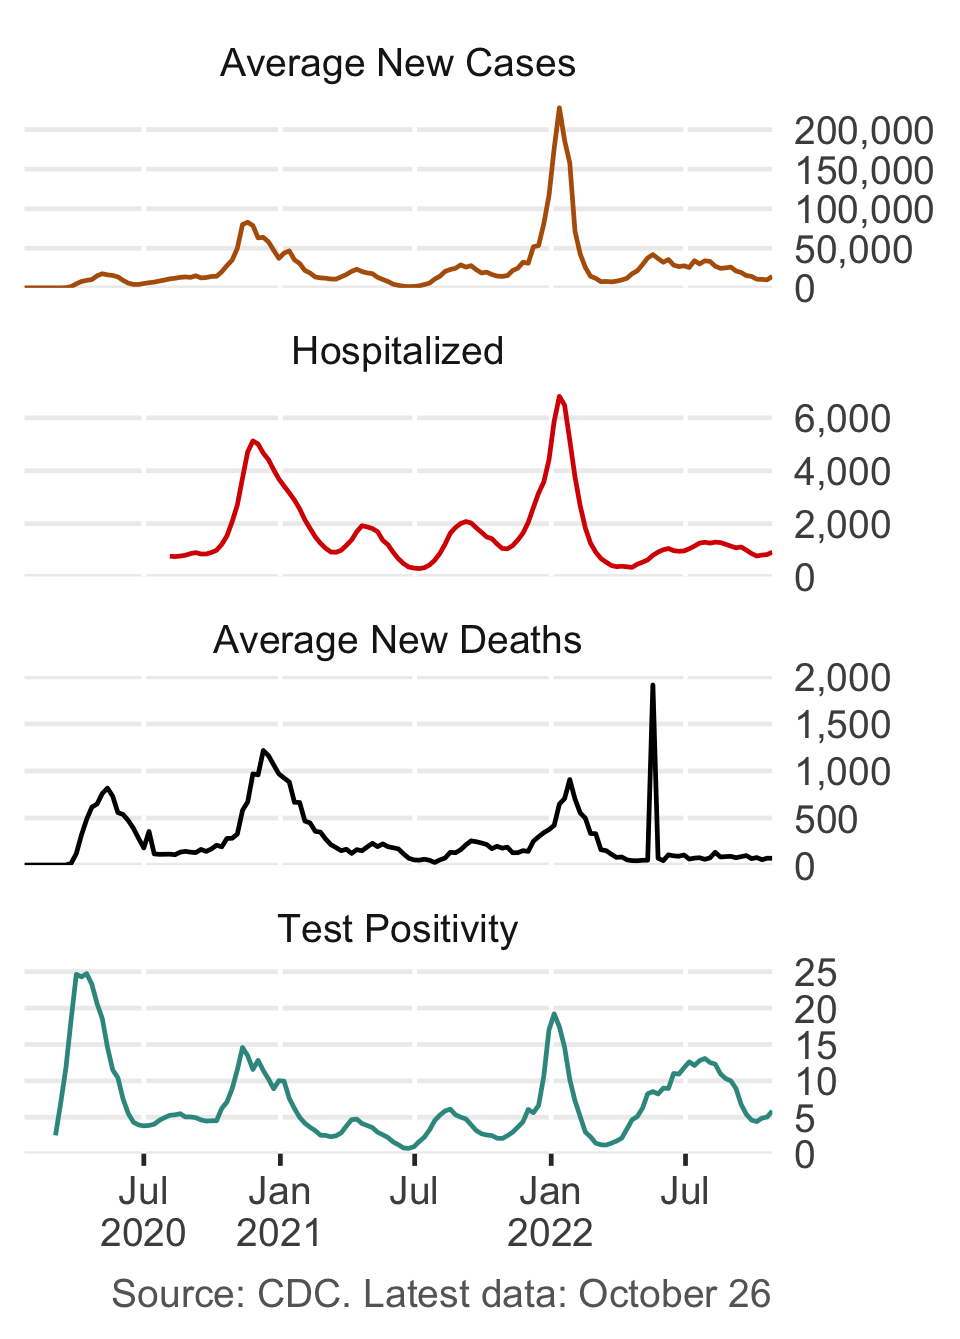 Average New Cases
200,000
150,000
100,000
50,000
0
Hospitalized
6,000
4,000
2,000
0
Average New Deaths
2,000
1,500
1,000
500
0
Test Positivity
25
20
15
10
5
0
Jul Jan Jul Jan Jul
2020 2021 2022
Source: CDC. Latest data: October 26